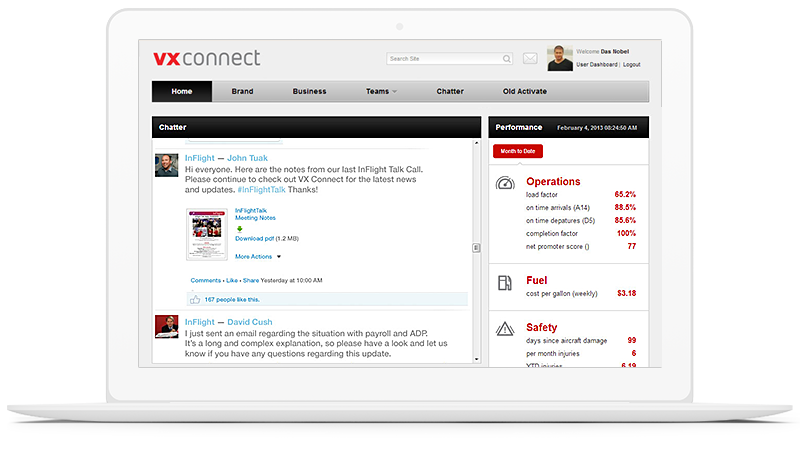 vxconnect
Search Site
Welcome Das Nobel
User Dashboard | Logout
Home
Brand
Business
Teams
Chatter
Old Activate
Chatter
InFlight — John Tuak
Hi everyone. Here are the notes from our last InFlight Talk Call.
Please continue to check out VX Connect for the latest news
and updates. #InFlightTalk Thanks!
InFlightTalk
Meeting Notes
Download pdf (1.2 MB)
More Actions
Comments • Like • Share Yesterday at 10:00 AM
167 people like this.
InFlight — David Cush
I just sent an email regarding the situation with payroll and ADP.
It's a long and complex explanation, so please have a look and let us
know if you have any questions regarding this update.
Performance
February 4, 2013 08:24:50 AM
Month to Date
Operations
load factor 65.2%
on time arrivals (A14) 88.5%
on time depatures (D5) 85.6%
completion factor 100%
net promoter score () 77
Fuel
cost per gallon (weekly) $3.18
Safety
days since aircraft damage 99
per month injuries 6
YTD injuries 6.19